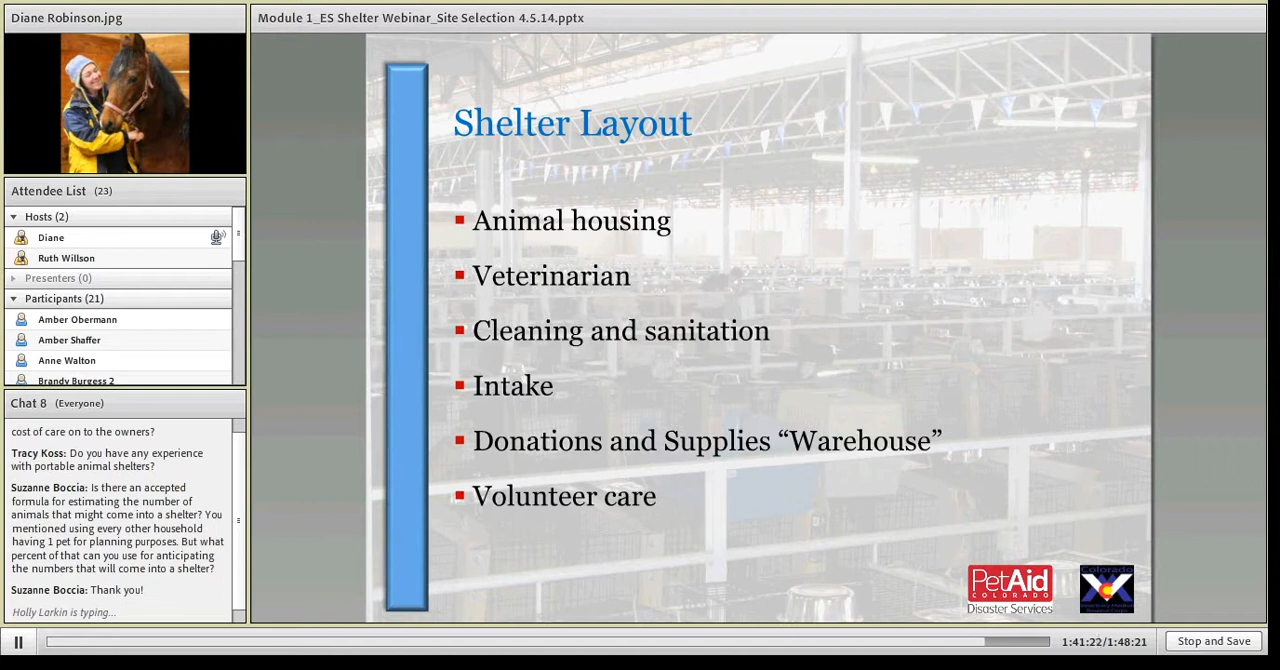 Diane Robinson.jpg
Module 1_ES Shelter Webinar_Site Selection 4.5.14.pptx
Attendee List (23)
Hosts (2)
Diane
Ruth Willson
Presenters (0)
Participants (21)
Amber Obermann
Amber Shaffer
Anne Walton
Brandy Burgess 2
Chat 8 (Everyone)
cost of care on to the owners?
Tracy Koss: Do you have any experience
with portable animal shelters?
Suzanne Boccia: Is there an accepted
formula for estimating the number of
animals that might come into a shelter? You
mentioned using every other household
having 1 pet for planning purposes. But what
percent of that can you use for anticipating
the numbers that will come into a shelter?
Suzanne Boccia: Thank you!
Holly Larkin is typing...
Shelter Layout
Animal housing
Veterinarian
Cleaning and sanitation
Intake
Donations and Supplies “Warehouse”
Volunteer care
PetAid
COLORADO
Disaster Services
Colorado
1:41:22/1:48:21
Stop and Save